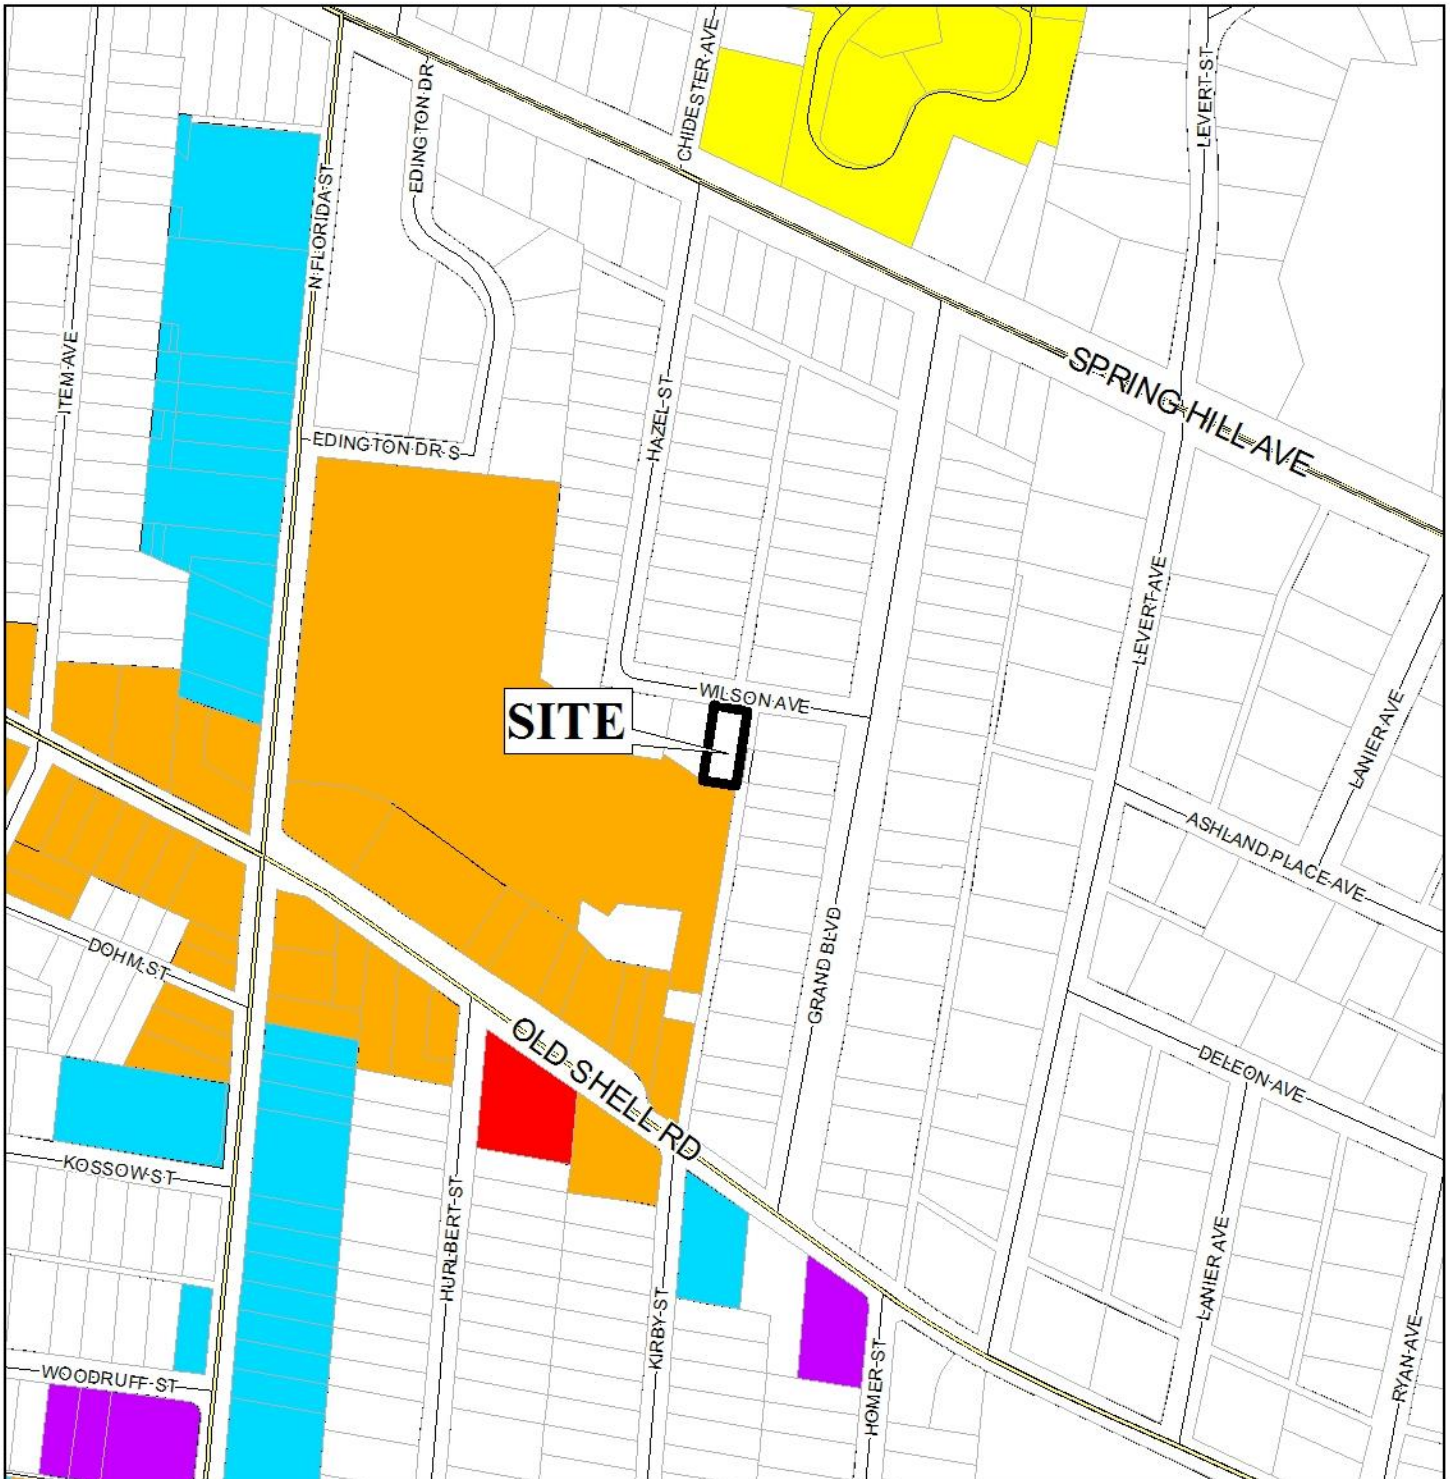 CHIDESTER AVE
LEVERT ST
EDINGTON DR
N FLORIDA ST
ITEM AVE
SPRING HILL AVE
HAZEL ST
EDINGTON DR S
LEVERT AVE
WILSON AVE
SITE
LANIER AVE
ASHLAND PLACE AVE
DOHM ST
GRAND BLVD
OLD SHELL RD
DELEON AVE
KOSSOW ST
HURLBERT ST
LANIER AVE
KIRBY ST
HOMER ST
RYAN AVE
WOODRUFF ST